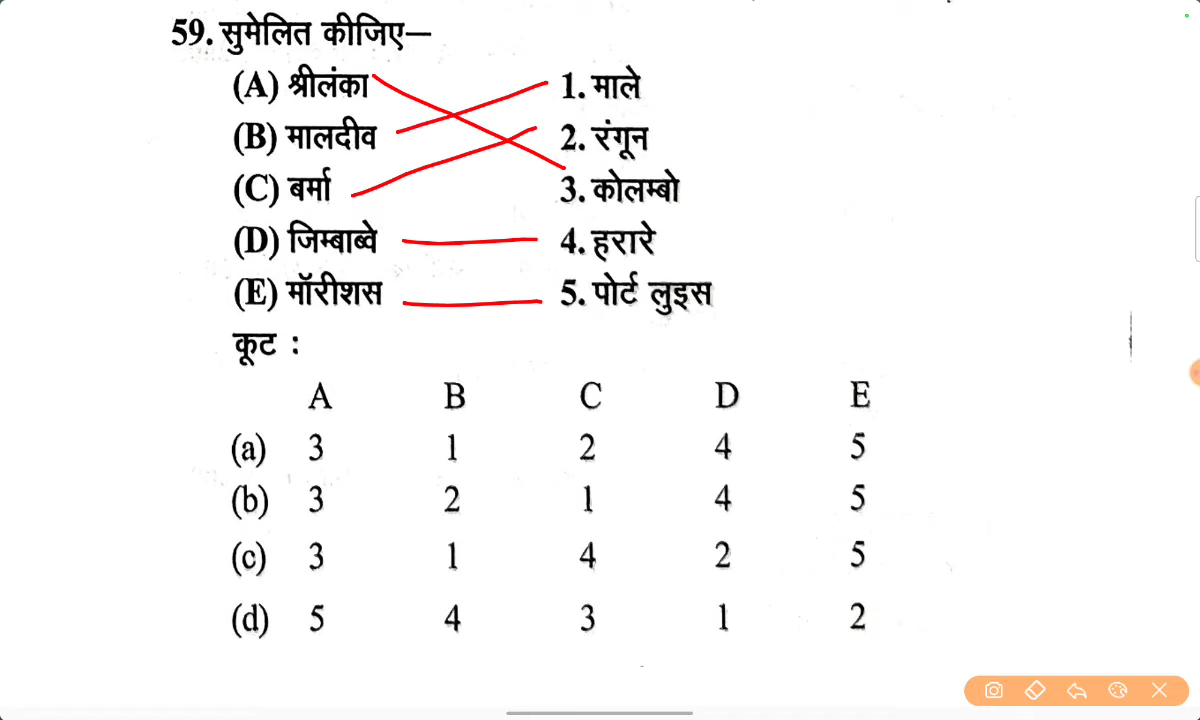 59. सुमेलित कीजिए—
(A) श्रीलंका 1. माले
(B) मालदीव 2. रंगून
(C) बर्मा 3. कोलम्बो
(D) जिम्बाब्वे 4. हरारे
(E) मॉरीशस 5. पोर्ट लुइस
कूट :
A B C D E
(a) 3 1 2 4 5
(b) 3 2 1 4 5
(c) 3 1 4 2 5
(d) 5 4 3 1 2